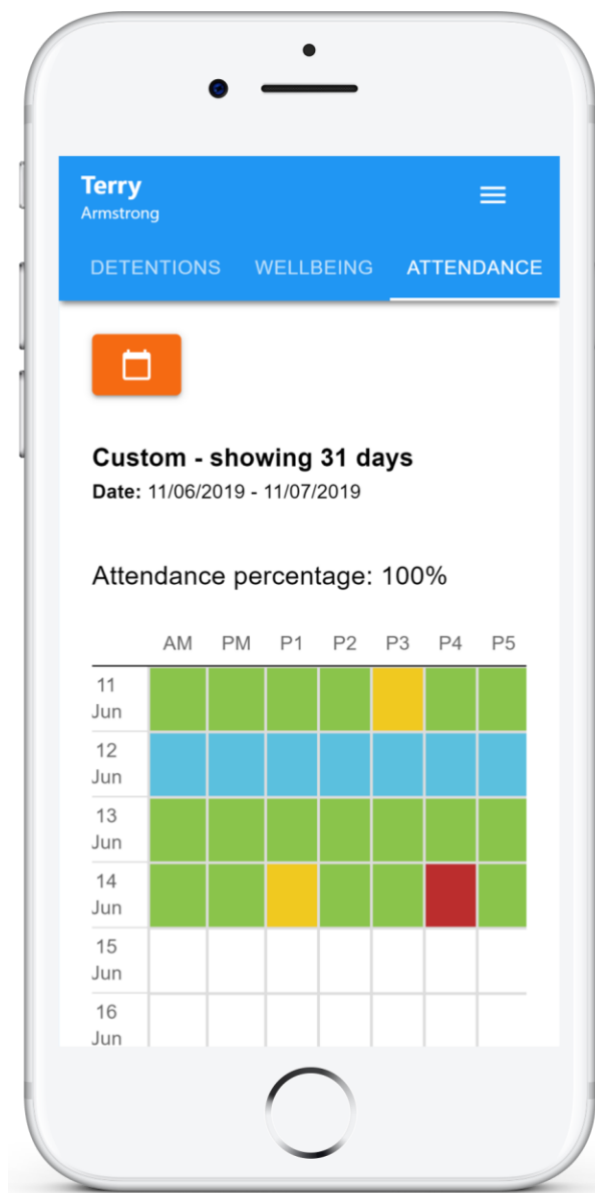 Terry
Armstrong
DETENTIONS WELLBEING ATTENDANCE
Custom - showing 31 days
Date: 11/06/2019 - 11/07/2019
Attendance percentage: 100%
AM PM P1 P2 P3 P4 P5
11
Jun
12
Jun
13
Jun
14
Jun
15
Jun
16
Jun